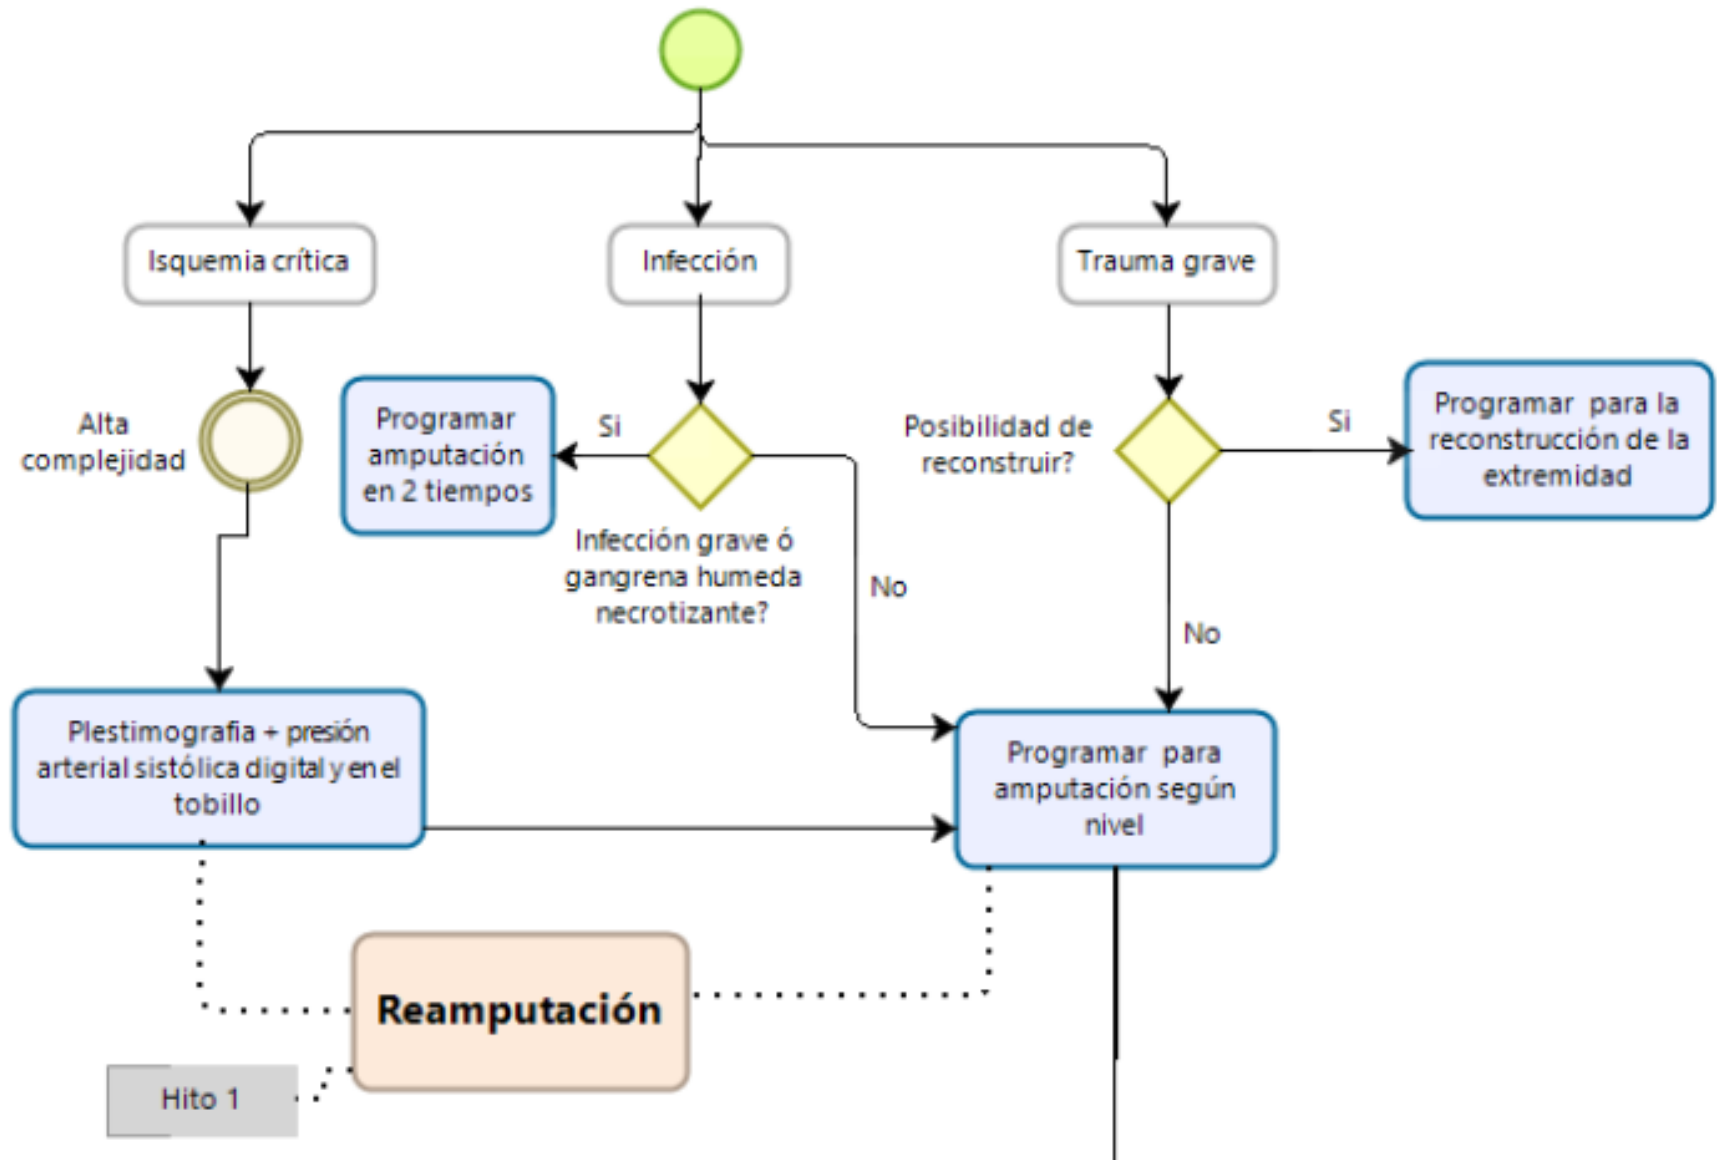 Isquemia crítica
Infección
Trauma grave
Alta
complejidad
Programar
amputación
en 2 tiempos
Si
Infección grave ó
gangrena humeda
necrotizante?
No
Posibilidad de
reconstruir?
Si
Programar para la
reconstrucción de la
extremidad
No
Plestimografia + presión
arterial sistólica digital y en el
tobillo
Programar para
amputación según
nivel
Reamputación
Hito 1